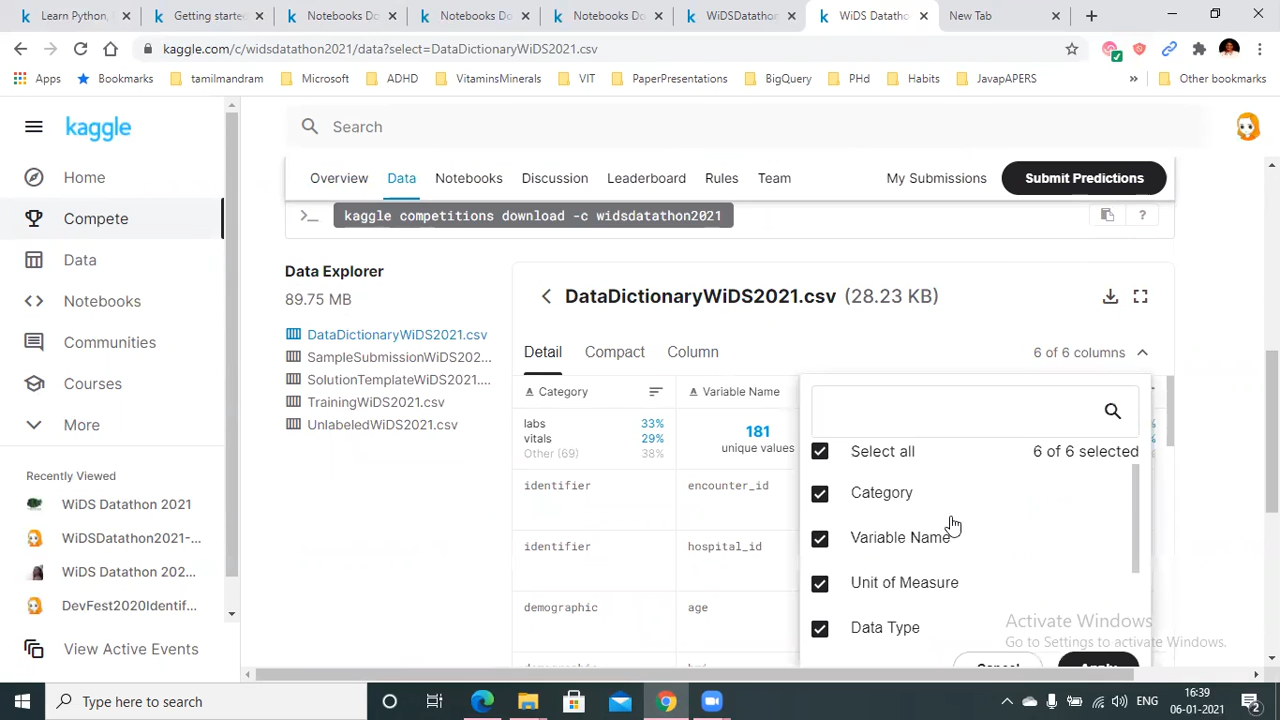 Learn Python,
Getting started
Notebooks Do
Notebooks Do
Notebooks Do
WiDSDatathon
WiDS Datatho
New Tab
kaggle.com/c/widsdatathon2021/data?select=DataDictionaryWiDS2021.csv
Apps
Bookmarks
tamilmandram
Microsoft
ADHD
VitaminsMinerals
VIT
PaperPresentations
BigQuery
PHd
Habits
JavapAPERS
»
Other bookmarks
kaggle
Search
Home
Compete
Data
Notebooks
Communities
Courses
More
Recently Viewed
WiDS Datathon 2021
WiDSDatathon2021-...
WiDS Datathon 202...
DevFest2020Identif...
View Active Events
Overview
Data
Notebooks
Discussion
Leaderboard
Rules
Team
My Submissions
Submit Predictions
>_ kaggle competitions download -c widsdatathon2021
?
Data Explorer
89.75 MB
DataDictionaryWiDS2021.csv
SampleSubmissionWiDS202...
SolutionTemplateWiDS2021....
TrainingWiDS2021.csv
UnlabeledWiDS2021.csv
DataDictionaryWiDS2021.csv (28.23 KB)
Detail
Compact
Column
6 of 6 columns
A Category
A Variable Name
labs 33%
vitals 29%
Other (69) 38%
181
unique values
identifier encounter_id
identifier hospital_id
demographic age
Select all 6 of 6 selected
Category
Variable Name
Unit of Measure
Data Type
Cancel
Apply
Activate Windows
Go to Settings to activate Windows.
Type here to search
ENG
16:39
06-01-2021
2